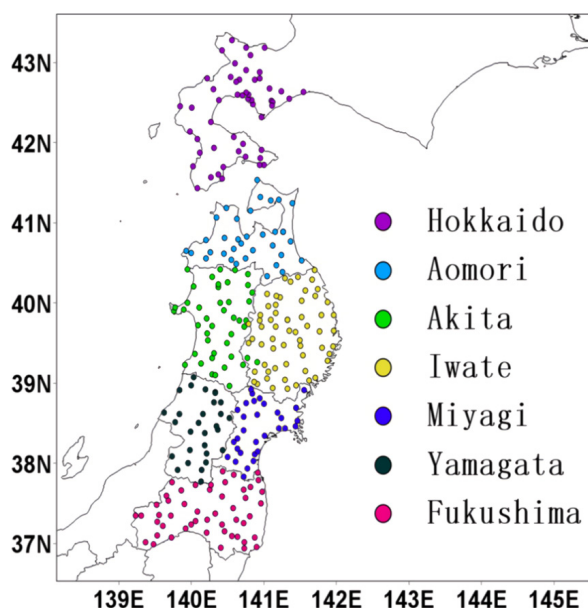 43N
42N
41N
40N
39N
38N
37N
Hokkaido
Aomori
Akita
Iwate
Miyagi
Yamagata
Fukushima
139E 140E 141E 142E 143E 144E 145E